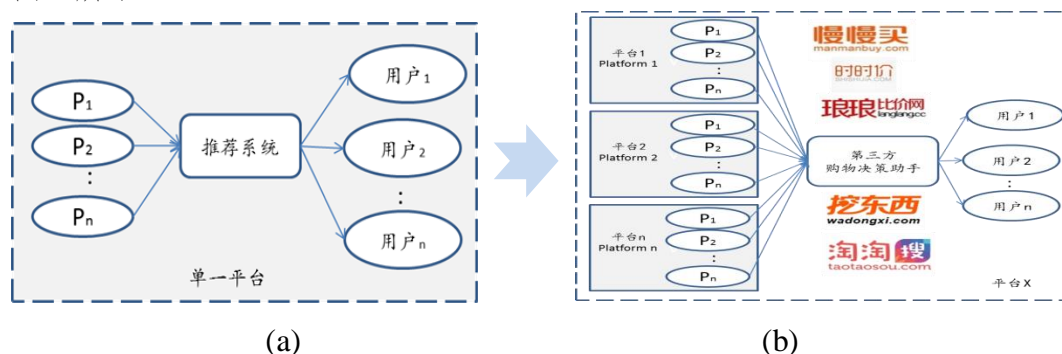 P1
P2
⋮
Pn
推荐系统
用户1
用户2
⋮
用户n
单一平台
(a)
平台1
Platform 1
P1
P2
⋮
Pn
平台2
Platform 2
P1
P2
⋮
Pn
平台n
Platform n
P1
P2
⋮
Pn
慢慢买
manmanbuy.com
时时价
琅琅比价网
langlang.cc
第三方
购物决策助手
挖东西
wadongxi.com
淘淘搜
taotaosou.com
用户1
用户2
⋮
用户n
平台X
(b)